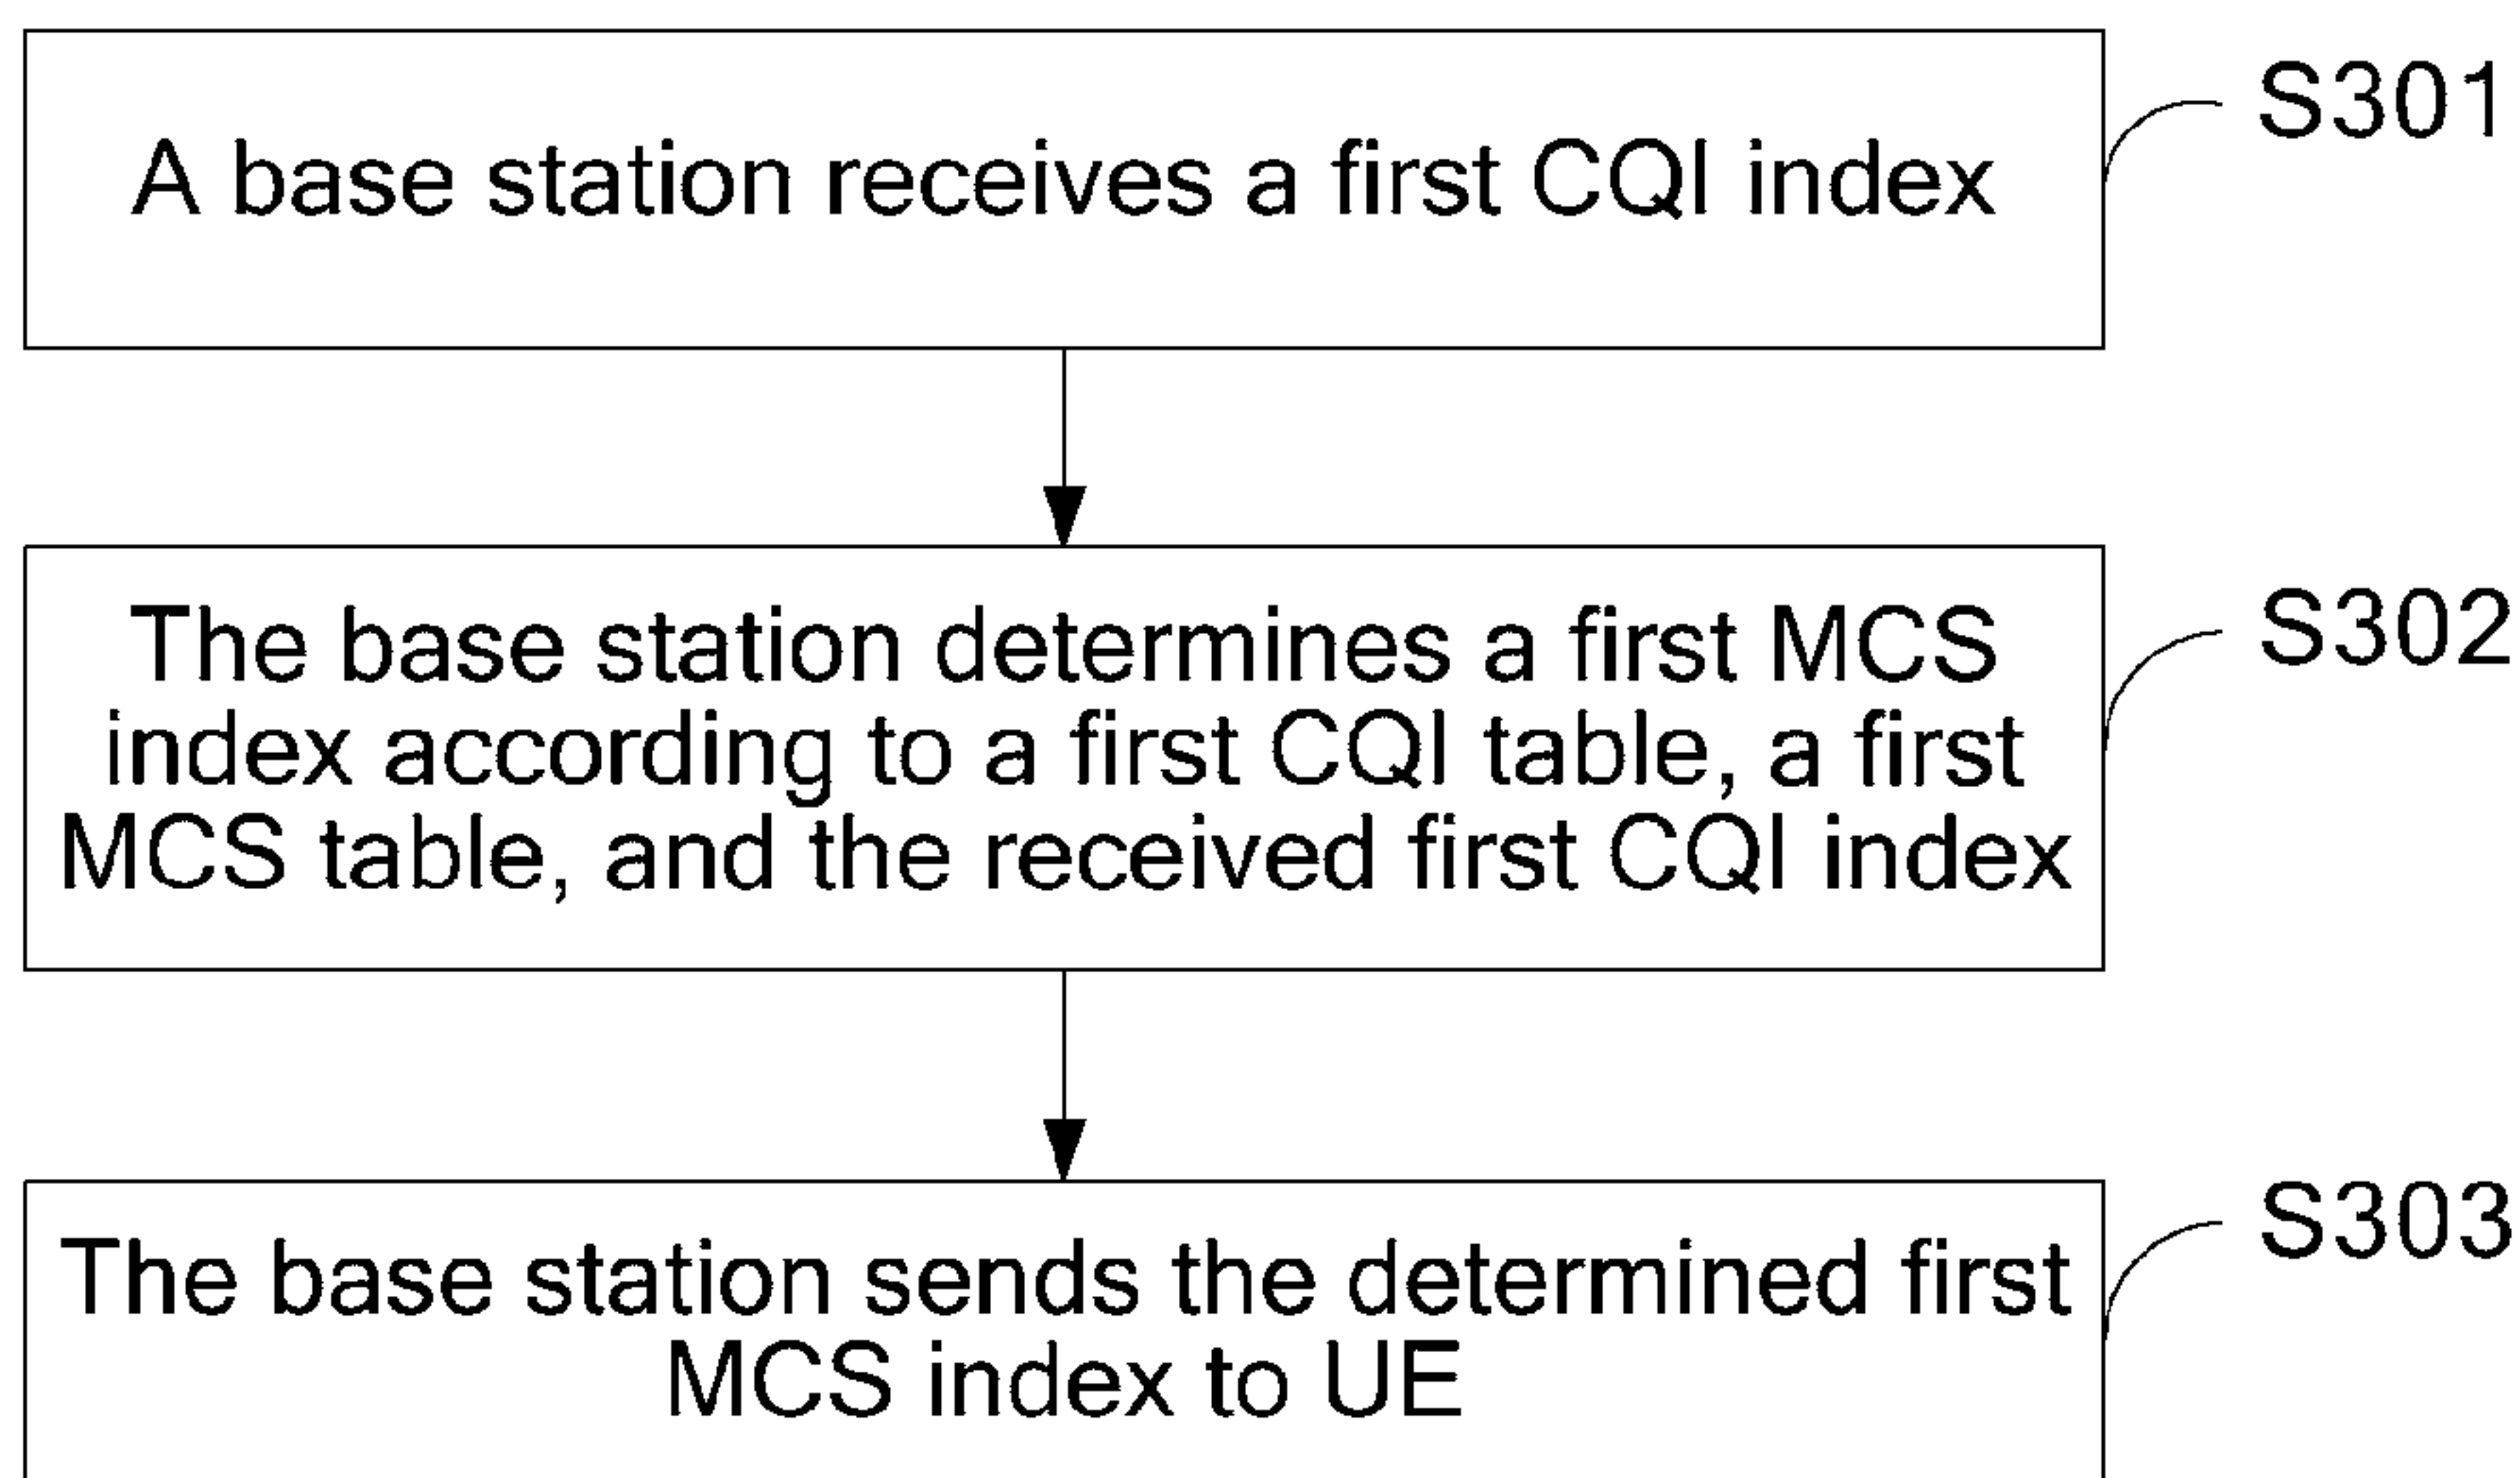 A base station receives a first CQI index
S301
The base station determines a first MCS
index according to a first CQI table, a first
MCS table, and the received first CQI index
S302
The base station sends the determined first
MCS index to UE
S303